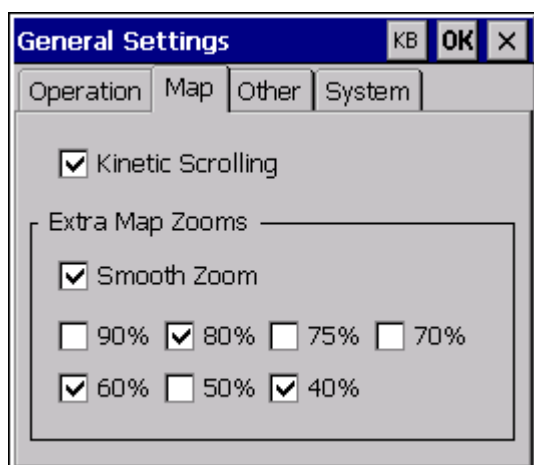 General Settings KB OK ×
Operation Map Other System
Kinetic Scrolling
Extra Map Zooms
Smooth Zoom
90% 80% 75% 70%
60% 50% 40%